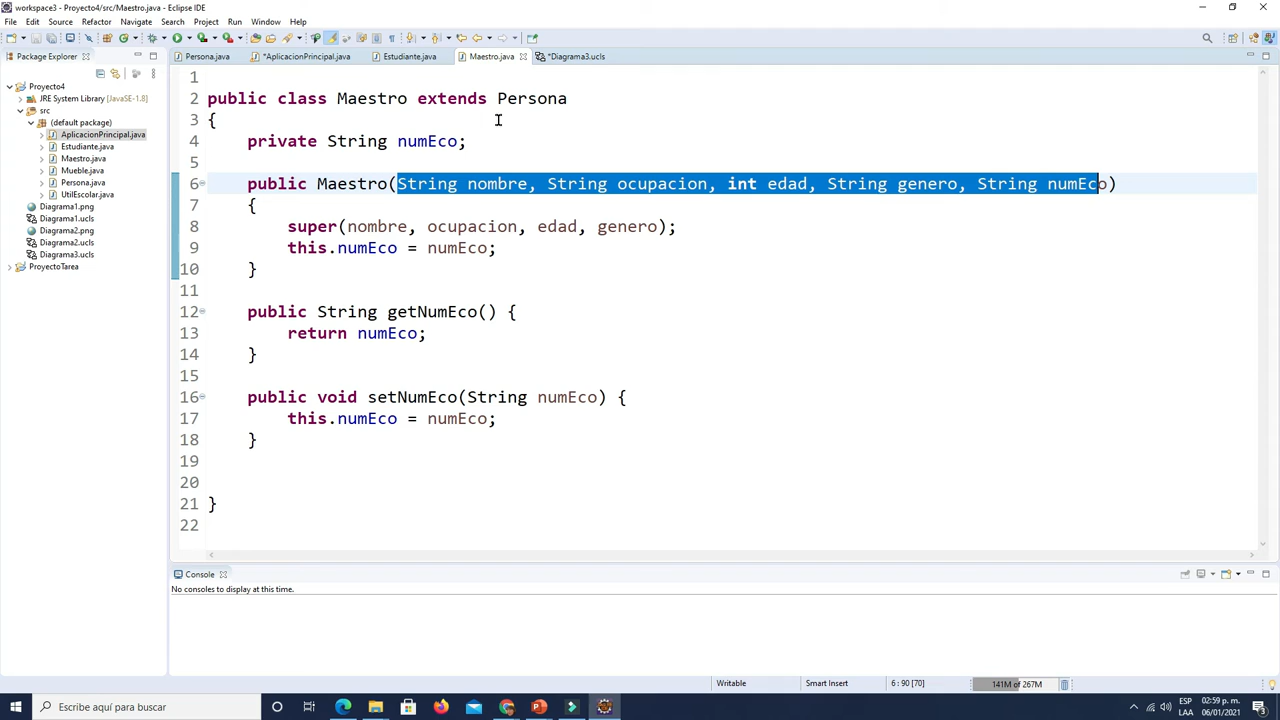 workspace3 - Proyecto4/src/Maestro.java - Eclipse IDE
File Edit Source Refactor Navigate Search Project Run Window Help
Package Explorer
Persona.java *AplicacionPrincipal.java Estudiante.java Maestro.java *Diagrama3.ucls
Proyecto4
JRE System Library [JavaSE-1.8]
src
(default package)
AplicacionPrincipal.java
Estudiante.java
Maestro.java
Mueble.java
Persona.java
UtilEscolar.java
Diagrama1.png
Diagrama1.ucls
Diagrama2.png
Diagrama2.ucls
Diagrama3.ucls
ProyectoTarea
1
2 public class Maestro extends Persona
3 {
4 private String numEco;
5
6 public Maestro(String nombre, String ocupacion, int edad, String genero, String numEco)
7 {
8 super(nombre, ocupacion, edad, genero);
9 this.numEco = numEco;
10 }
11
12 public String getNumEco() {
13 return numEco;
14 }
15
16 public void setNumEco(String numEco) {
17 this.numEco = numEco;
18 }
19
20
21 }
22
Console
No consoles to display at this time.
Writable Smart Insert 6 : 90 [70] 141M of 267M
Escribe aquí para buscar
ESP 02:59 p. m.
LAA 06/01/2021
3